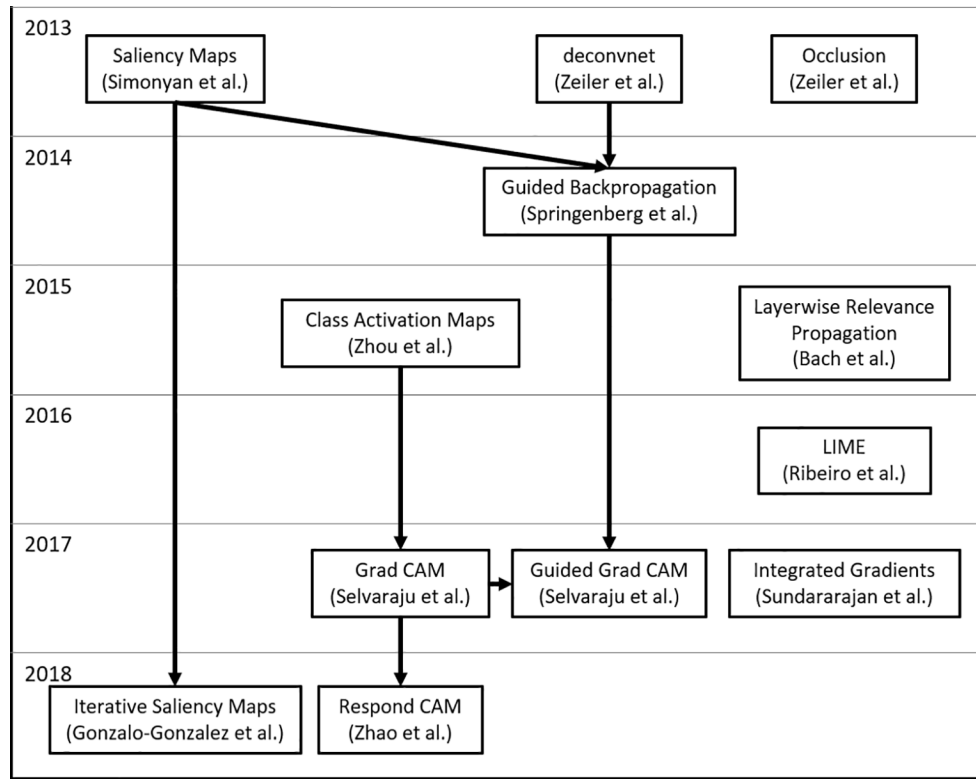 2013
Saliency Maps
(Simonyan et al.)
deconvnet
(Zeiler et al.)
Occlusion
(Zeiler et al.)
2014
Guided Backpropagation
(Springenberg et al.)
2015
Class Activation Maps
(Zhou et al.)
Layerwise Relevance
Propagation
(Bach et al.)
2016
LIME
(Ribeiro et al.)
2017
Grad CAM
(Selvaraju et al.)
Guided Grad CAM
(Selvaraju et al.)
Integrated Gradients
(Sundararajan et al.)
2018
Iterative Saliency Maps
(Gonzalo-Gonzalez et al.)
Respond CAM
(Zhao et al.)